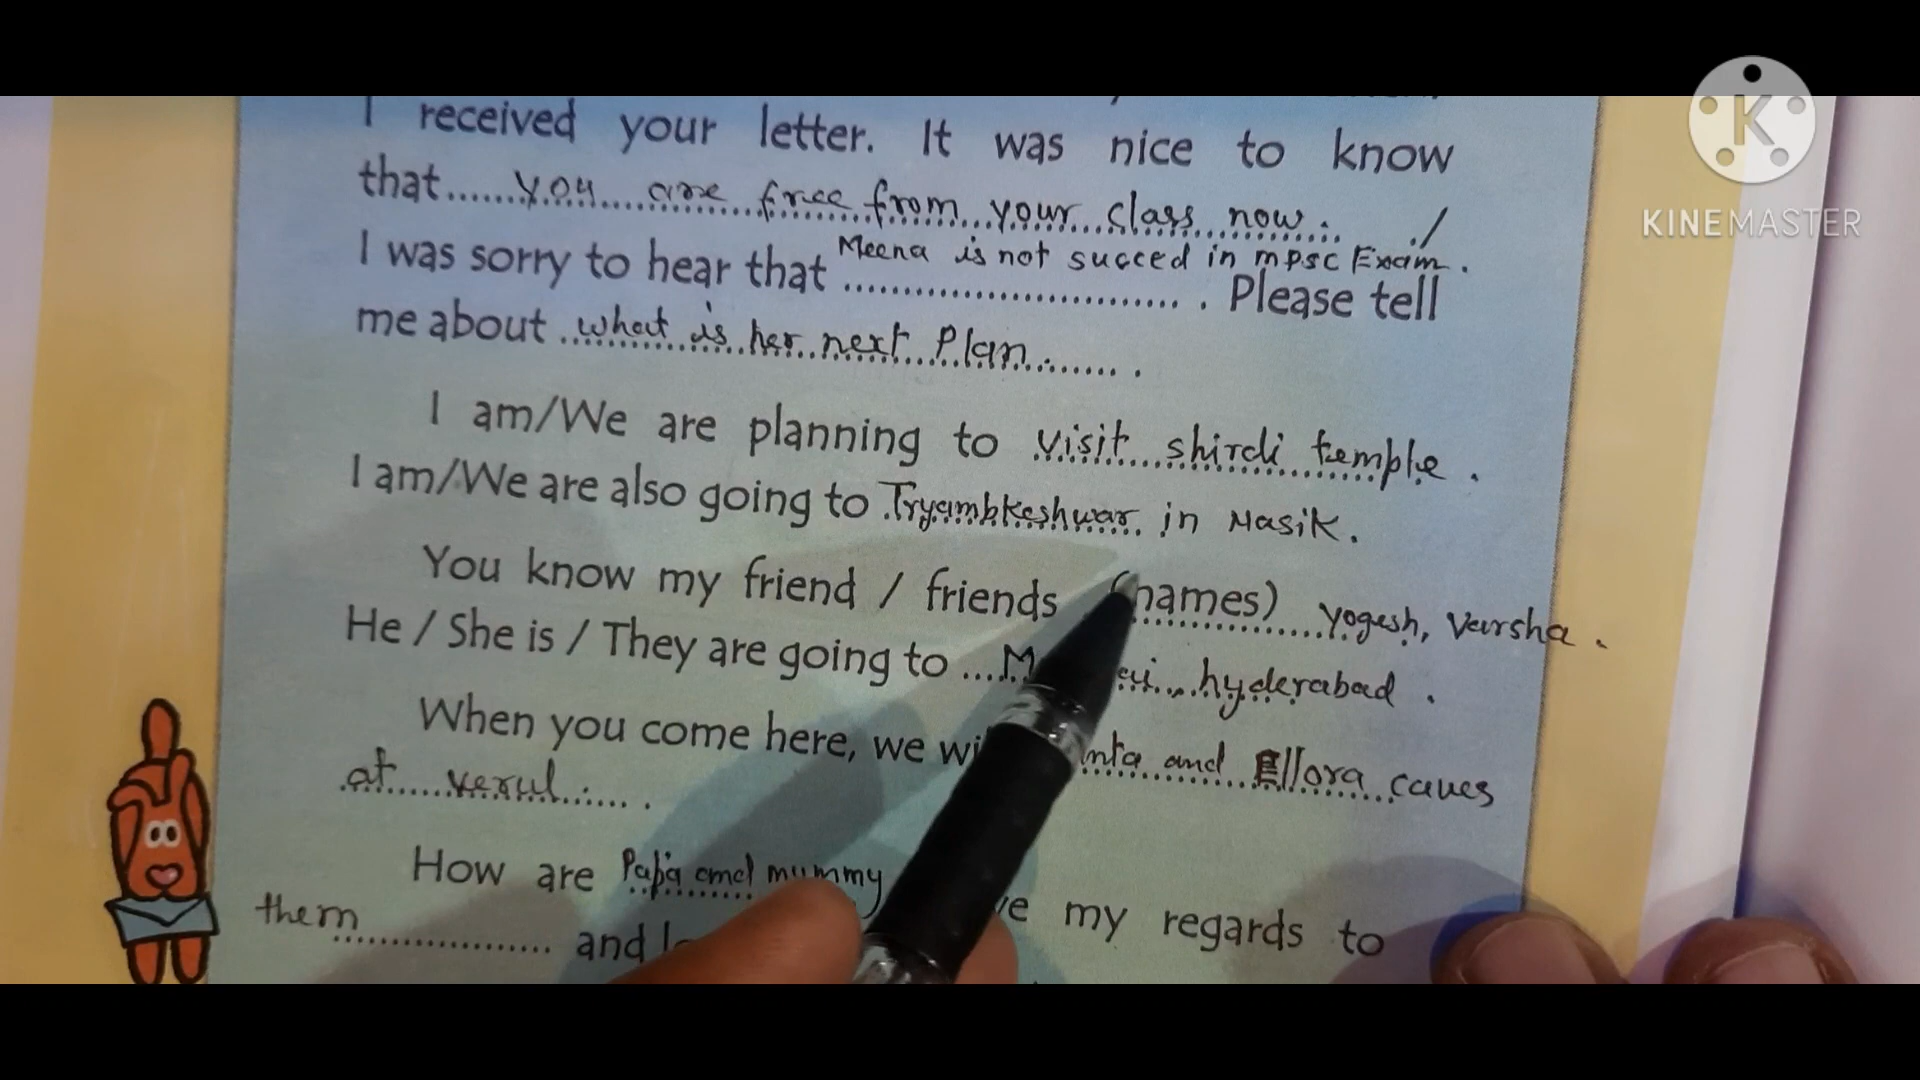 I received your letter. It was nice to know
that......you are free from your class now.
I was sorry to hear that Meena is not succed in mpsc Exam.
.............................. . Please tell
me about ..what is her next Plan......... .
I am/We are planning to visit shirdi temple.
I am/We are also going to Tryambkeshwar in Nasik.
You know my friend / friends (names) Yogesh, Varsha.
He / She is / They are going to hyderabad.
When you come here, we and Ellora caves
at verul ...... .
How are Papa and mummy my regards to
them.................. and
KINEMASTER